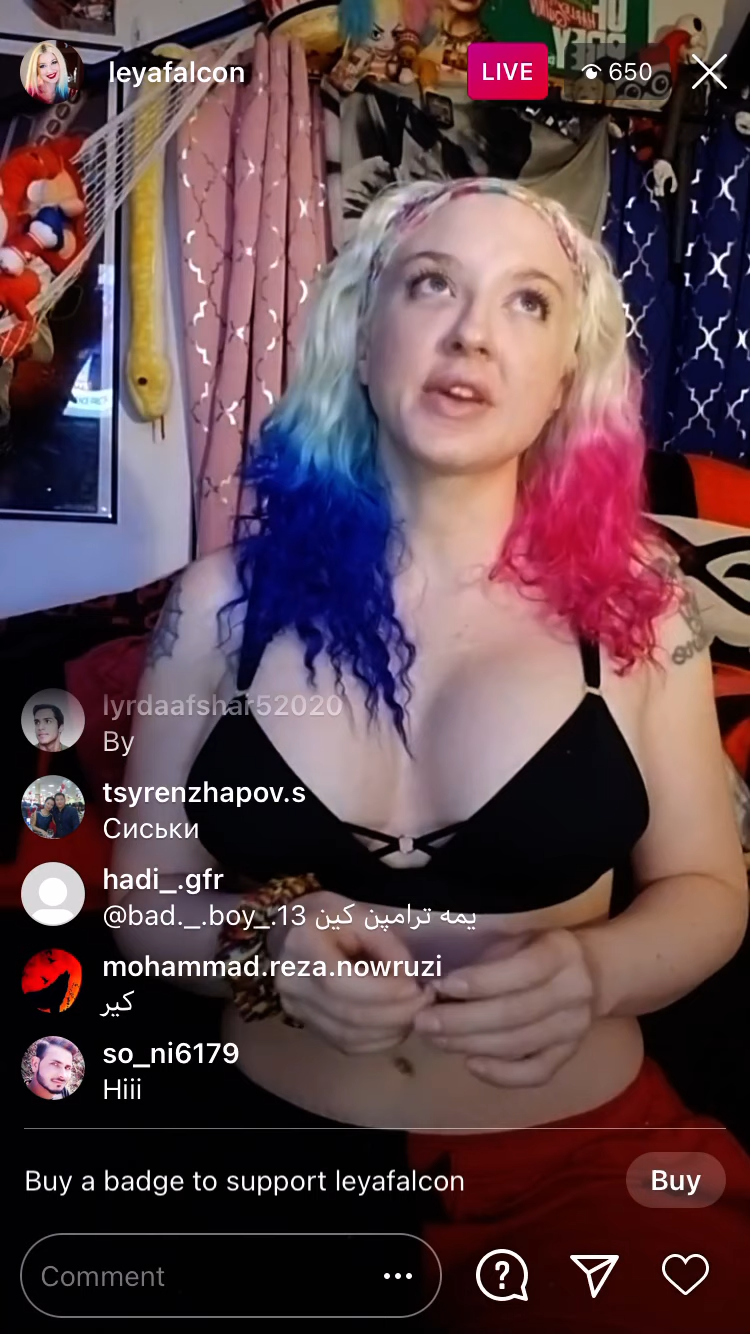 leyafalcon
LIVE
650
lyrdaafshar52020
By
tsyrenzhapov.s
Сиськи
hadi_.gfr
@bad._.boy_.13 یمه ترامپن کین
mohammad.reza.nowruzi
کیر
so_ni6179
Hiii
Buy a badge to support leyafalcon
Buy
Comment